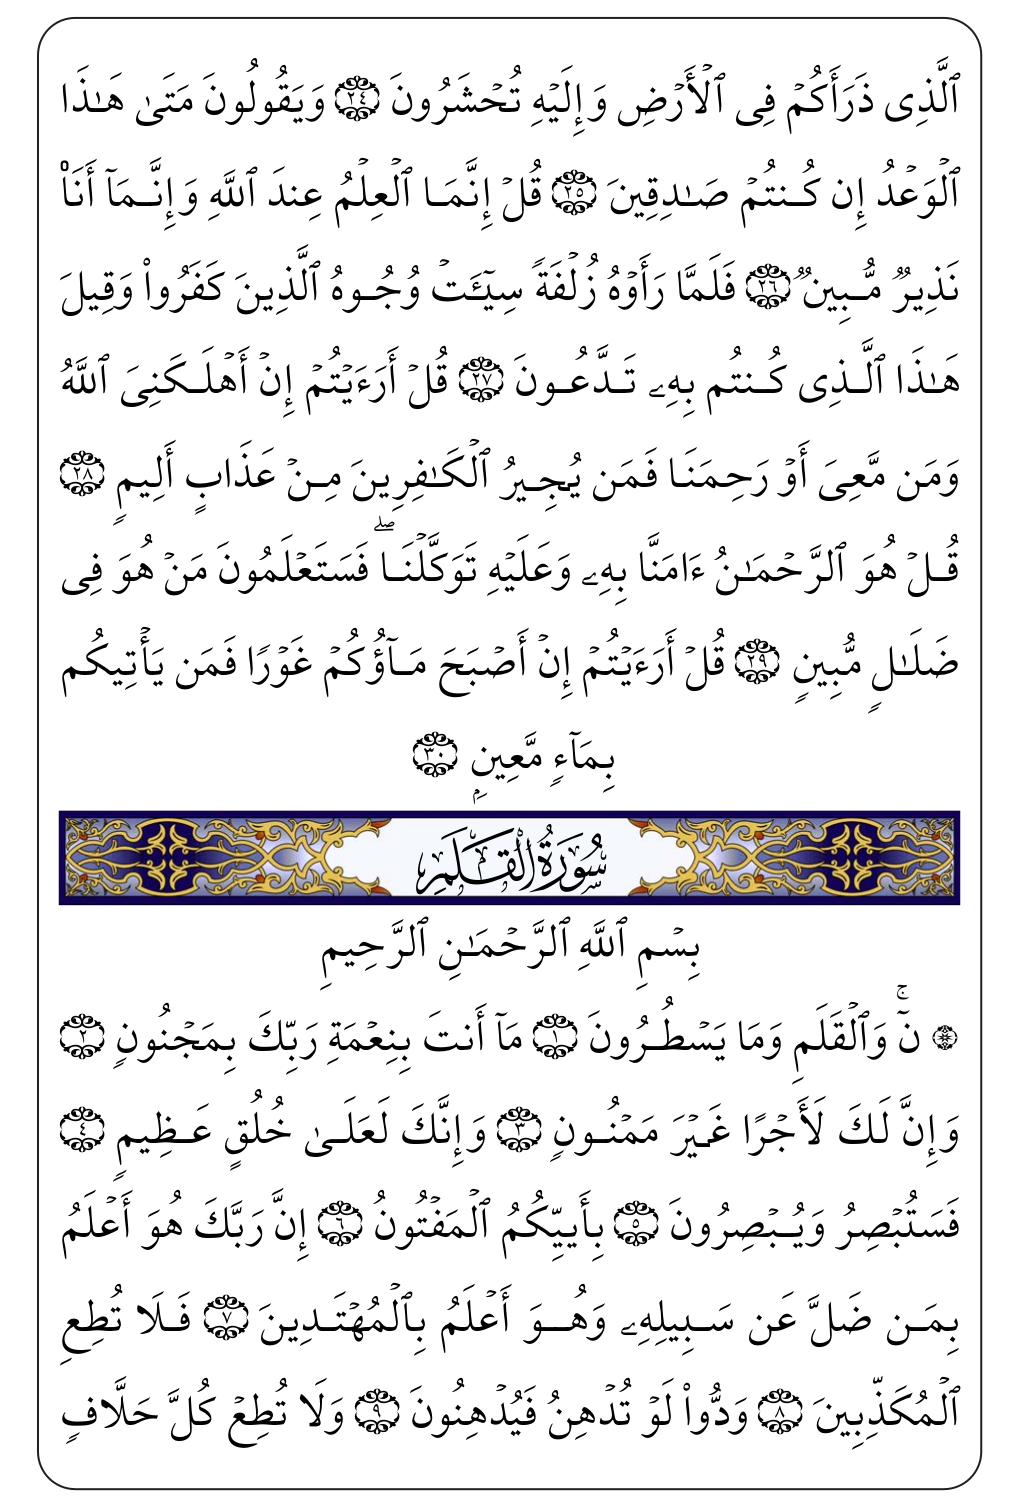 ٱلَّذِى ذَرَأَكُمۡ فِى ٱلۡأَرۡضِ وَإِلَيۡهِ تُحۡشَرُونَ ٢٤ وَيَقُولُونَ مَتَىٰ هَـٰذَا
ٱلۡوَعۡدُ إِن كُنتُمۡ صَـٰدِقِينَ ٢٥ قُلۡ إِنَّمَا ٱلۡعِلۡمُ عِندَ ٱللَّهِ وَإِنَّمَآ أَنَا۠
نَذِيرٌ مُّبِينٌ ٢٦ فَلَمَّا رَأَوۡهُ زُلۡفَةً سِيٓـَٔتۡ وُجُوهُ ٱلَّذِينَ كَفَرُوا۟ وَقِيلَ
هَـٰذَا ٱلَّذِى كُنتُم بِهِۦ تَدَّعُونَ ٢٧ قُلۡ أَرَءَيۡتُمۡ إِنۡ أَهۡلَكَنِىَ ٱللَّهُ
وَمَن مَّعِىَ أَوۡ رَحِمَنَا فَمَن يُجِيرُ ٱلۡكَـٰفِرِينَ مِنۡ عَذَابٍ أَلِيمٍ ٢٨
قُلۡ هُوَ ٱلرَّحۡمَـٰنُ ءَامَنَّا بِهِۦ وَعَلَيۡهِ تَوَكَّلۡنَاۖ فَسَتَعۡلَمُونَ مَنۡ هُوَ فِى
ضَلَـٰلٍ مُّبِينٍ ٢٩ قُلۡ أَرَءَيۡتُمۡ إِنۡ أَصۡبَحَ مَآؤُكُمۡ غَوۡرًا فَمَن يَأۡتِيكُم
بِمَآءٍ مَّعِينٍۭ ٣٠
سُورَةُ القَلَمِ
بِسۡمِ ٱللَّهِ ٱلرَّحۡمَـٰنِ ٱلرَّحِيمِ
۞ نٓۚ وَٱلۡقَلَمِ وَمَا يَسۡطُرُونَ ١ مَآ أَنتَ بِنِعۡمَةِ رَبِّكَ بِمَجۡنُونٍ ٢
وَإِنَّ لَكَ لَأَجۡرًا غَيۡرَ مَمۡنُونٍ ٣ وَإِنَّكَ لَعَلَىٰ خُلُقٍ عَظِيمٍ ٤
فَسَتُبۡصِرُ وَيُبۡصِرُونَ ٥ بِأَييِّكُمُ ٱلۡمَفۡتُونُ ٦ إِنَّ رَبَّكَ هُوَ أَعۡلَمُ
بِمَن ضَلَّ عَن سَبِيلِهِۦ وَهُوَ أَعۡلَمُ بِٱلۡمُهۡتَدِينَ ٧ فَلَا تُطِعِ
ٱلۡمُكَذِّبِينَ ٨ وَدُّوا۟ لَوۡ تُدۡهِنُ فَيُدۡهِنُونَ ٩ وَلَا تُطِعۡ كُلَّ حَلَّافٍ